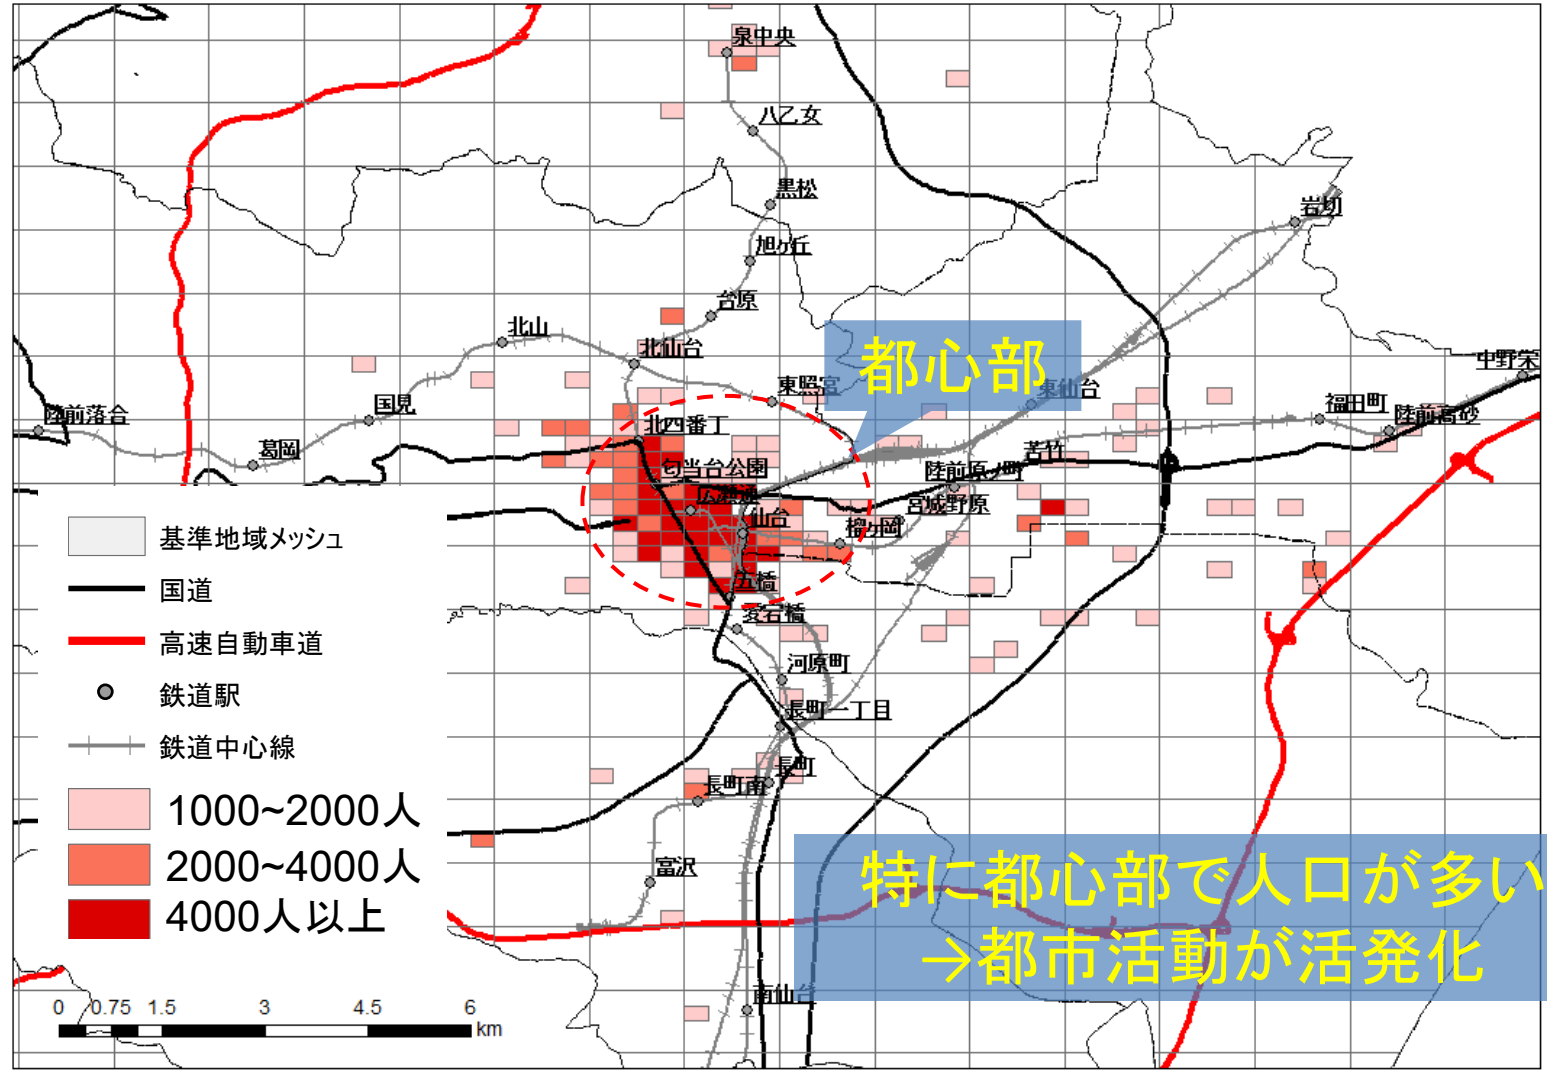 泉中央
八乙女
黒松
岩切
旭ヶ丘
台原
北山
北仙台
都心部
中野栄
東照宮
東仙台
国見
陸前落合
福田町
陸前高砂
北四番丁
葛岡
苦竹
勾当台公園
陸前原ノ町
広瀬通
宮城野原
仙台
榴ヶ岡
基準地域メッシュ
五橋
国道
愛宕橋
高速自動車道
河原町
鉄道駅
長町一丁目
鉄道中心線
長町
長町南
1000~2000人
2000~4000人
富沢
4000人以上
特に都心部で人口が多い
→都市活動が活発化
南仙台
0 0.75 1.5 3 4.5 6
km